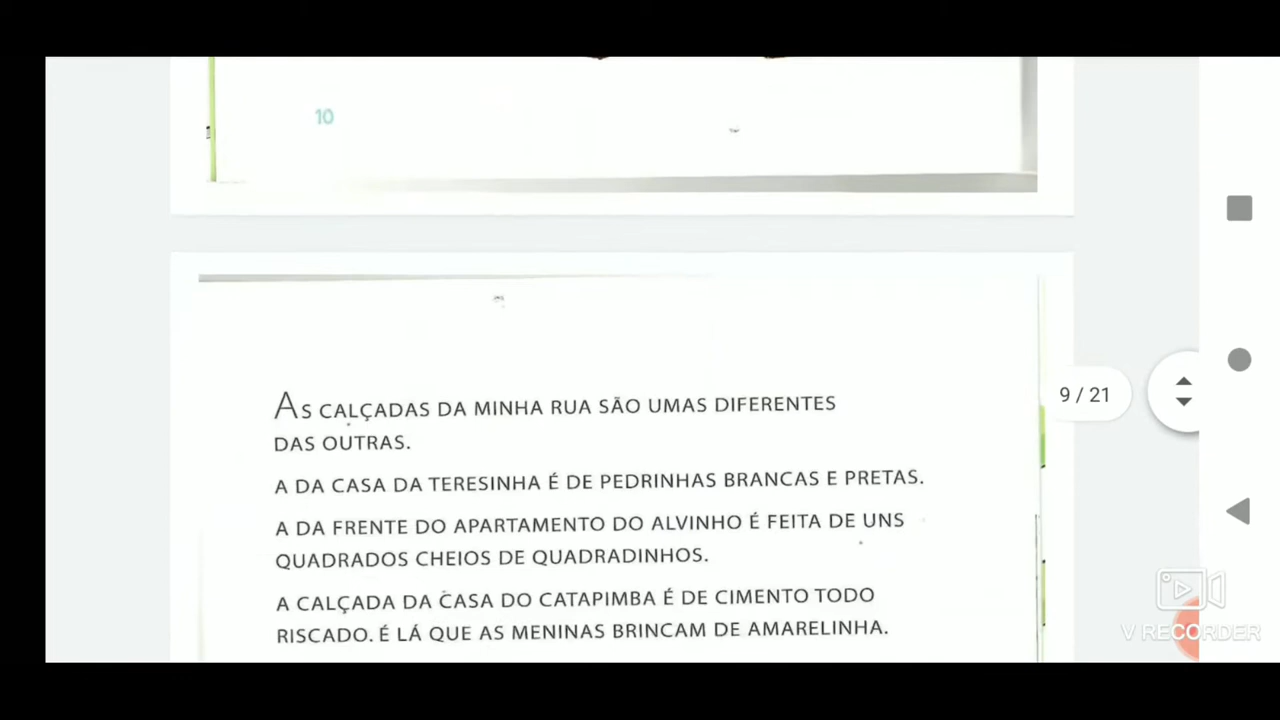 10
AS CALÇADAS DA MINHA RUA SÃO UMAS DIFERENTES
DAS OUTRAS.
A DA CASA DA TERESINHA É DE PEDRINHAS BRANCAS E PRETAS.
A DA FRENTE DO APARTAMENTO DO ALVINHO É FEITA DE UNS
QUADRADOS CHEIOS DE QUADRADINHOS.
A CALÇADA DA CASA DO CATAPIMBA É DE CIMENTO TODO
RISCADO. É LÁ QUE AS MENINAS BRINCAM DE AMARELINHA.
9 / 21
V RECORDER